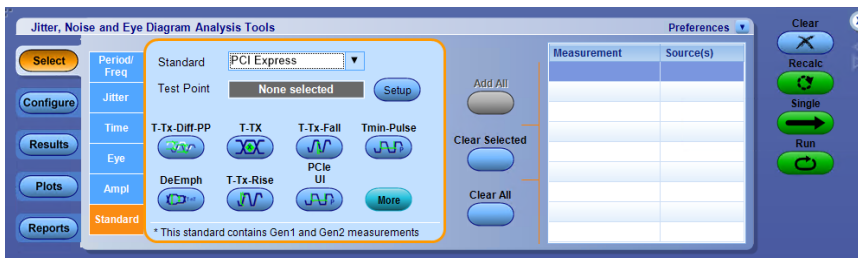 Jitter, Noise and Eye Diagram Analysis Tools
Preferences
Clear
Select
Configure
Results
Plots
Reports
Period/
Freq
Jitter
Time
Eye
Ampl
Standard
Standard
PCI Express
Test Point
None selected
Setup
T-Tx-Diff-PP
T-TX
T-Tx-Fall
Tmin-Pulse
DeEmph
T-Tx-Rise
PCIe
UI
More
* This standard contains Gen1 and Gen2 measurements
Add All
Clear Selected
Clear All
Measurement
Source(s)
Recalc
Single
Run